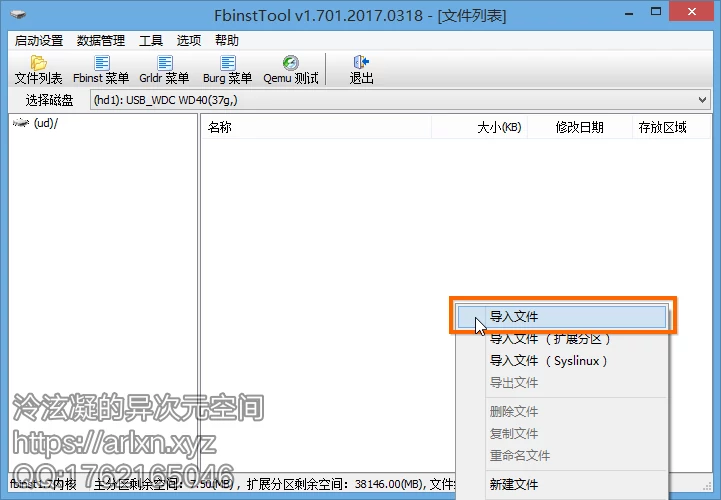 FbinstTool v1.701.2017.0318 - [文件列表]
启动设置 数据管理 工具 选项 帮助
文件列表 Fbinst 菜单 Grldr 菜单 Burg 菜单 Qemu 测试 退出
选择磁盘 (hd1): USB_WDC WD40(37g,)
(ud)/
名称 大小(KB) 修改日期 存放区域
导入文件
导入文件（扩展分区）
导入文件（Syslinux）
导出文件
删除文件
复制文件
重命名文件
新建文件
泠泫凝的异次元空间
https://arlxn.xyz
QQ:1762165046
fbinst1.7内核 主分区剩余空间: 7.50(MB), 扩展分区剩余空间: 38146.00(MB), 文件